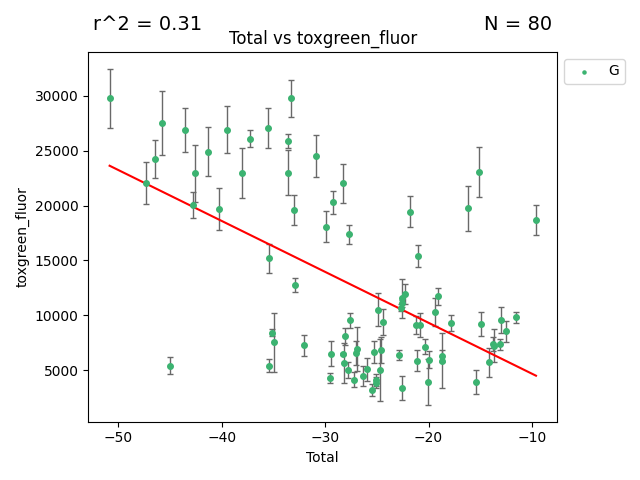 r^2 = 0.31 N = 80
Total vs toxgreen_fluor
G
30000
25000
20000
15000
10000
5000
toxgreen_fluor
−50 −40 −30 −20 −10
Total